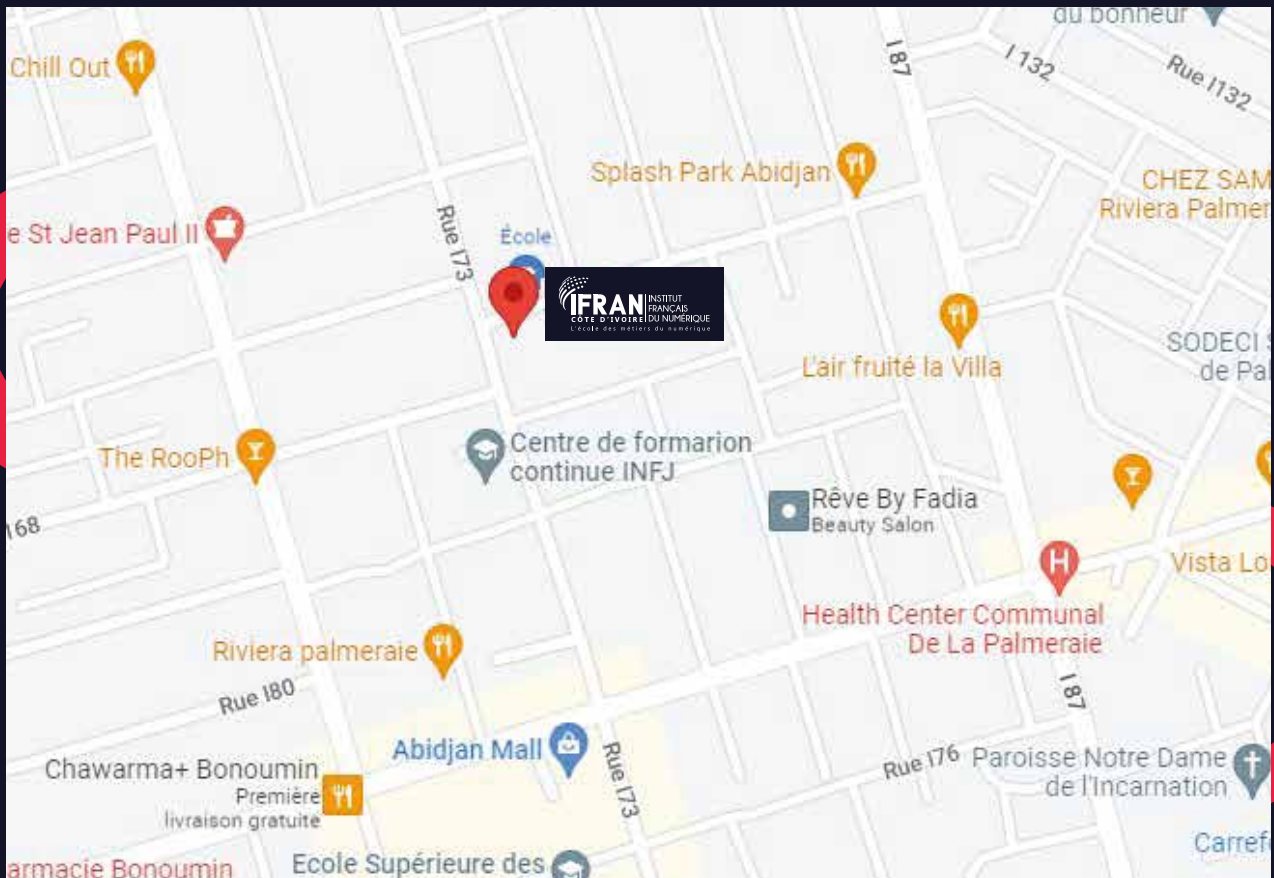 du bonheur
Chill Out
I 87
I 132
Rue I132
Splash Park Abidjan
CHEZ SAM
Riviera Palmer
e St Jean Paul II
Rue I73
École
IFRAN
CÔTE D'IVOIRE
INSTITUT
FRANÇAIS
DU NUMÉRIQUE
L'école des métiers du numérique
SODECI S
de Pal
L'air fruité la Villa
The RooPh
Centre de formarion
continue INFJ
168
Rêve By Fadia
Beauty Salon
H
Vista Lo
Health Center Communal
De La Palmeraie
Riviera palmeraie
Rue I80
I 87
Abidjan Mall
Rue I73
Rue I76
Paroisse Notre Dame
de l'Incarnation
Chawarma+ Bonoumin
Première
livraison gratuite
Carref
armacie Bonoumin
Ecole Supérieure des